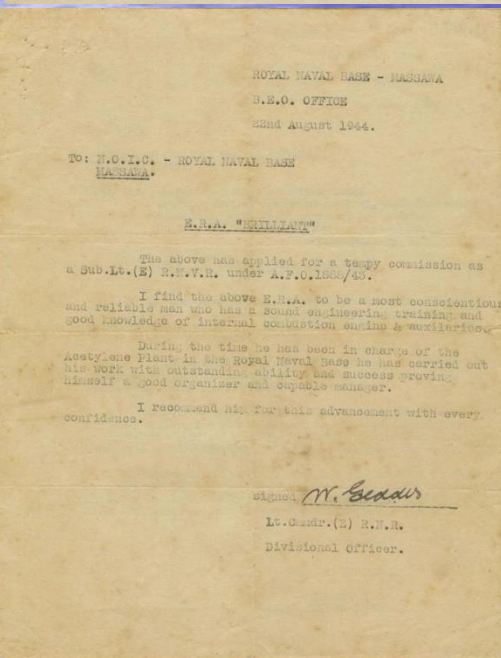 ROYAL NAVAL BASE - MASSAWA
B.E.O. OFFICE
22nd August 1944.
To: N.O.I.C. - ROYAL NAVAL BASE
MASSAWA.
E.R.A. "BRILLIANT"
The above has applied for a tempy commission as
a Sub.Lt.(E) R.N.V.R. under A.F.O.1888/43.
I find the above E.R.A. to be a most conscientious
and reliable man who has a sound engineering training and
good knowledge of internal combustion engine & auxilaries.
During the time he has been in charge of the
Acetylene Plant in the Royal Naval Base he has carried out
his work with outstanding ability and success proving
himself a good organizer and capable manager.
I recommend him for this advancement with every
confidence.
Signed W. Geddes
Lt.Comdr.(E) R.N.R.
Divisional Officer.